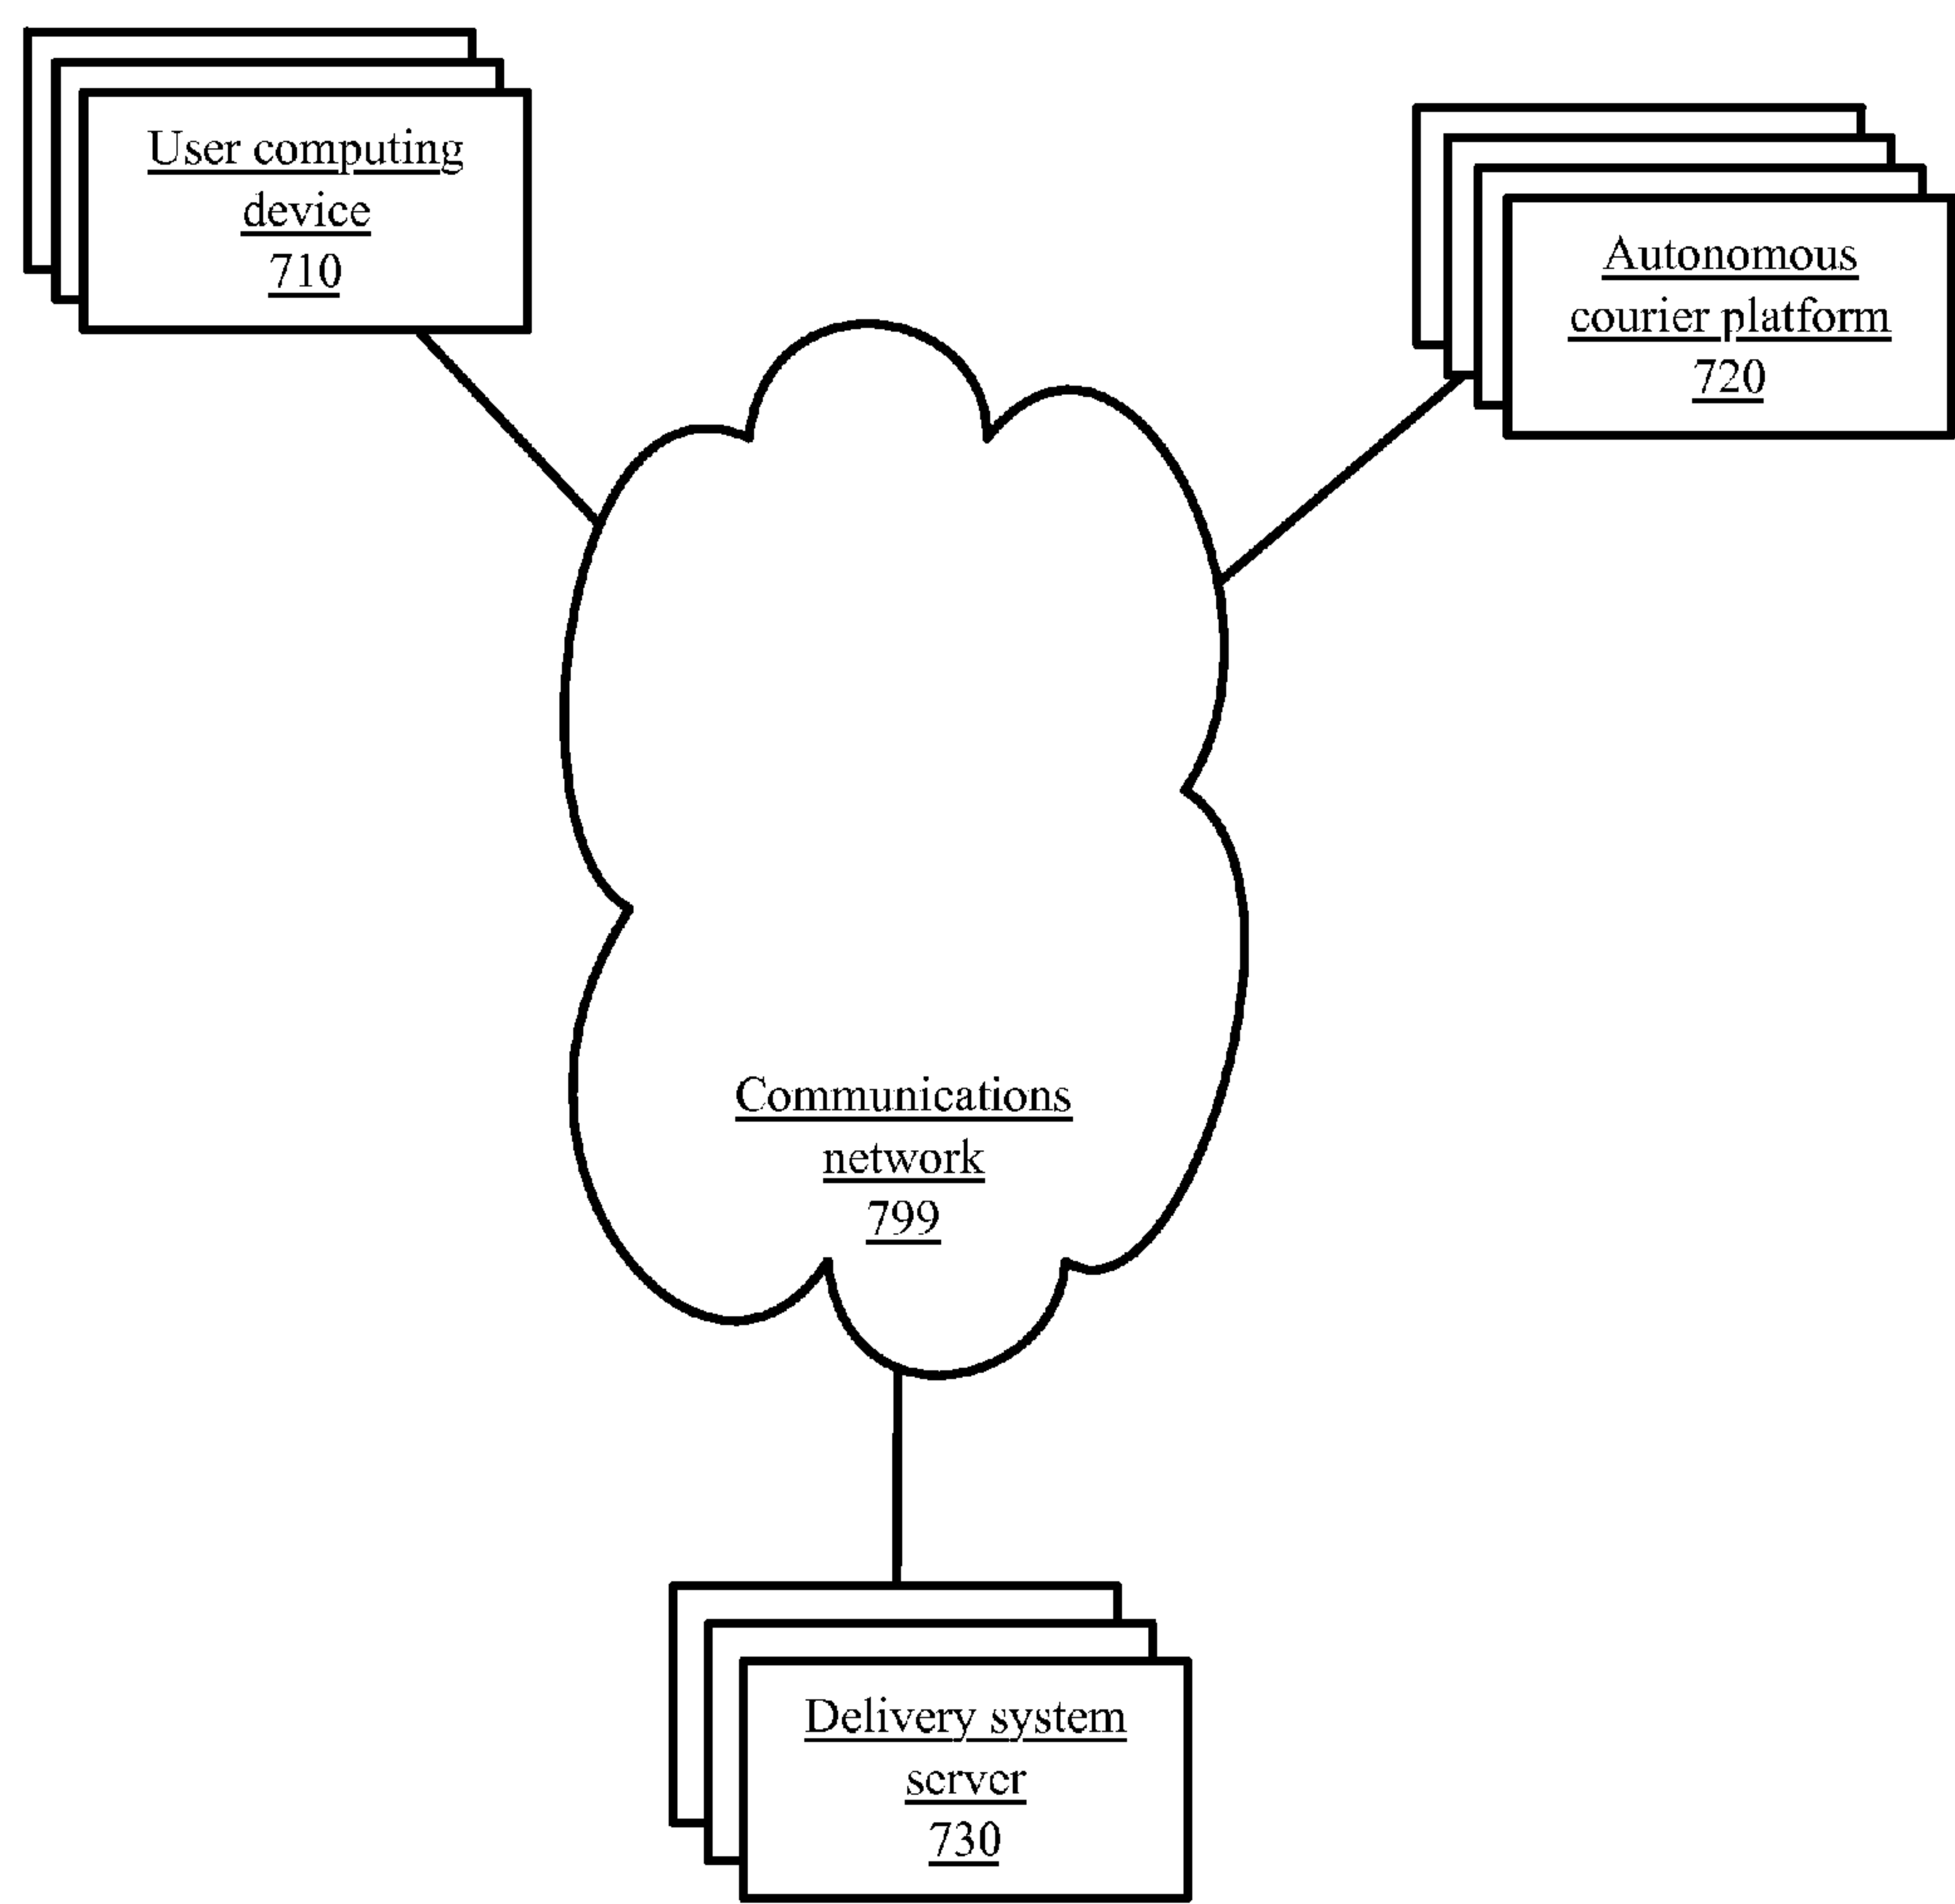 User computing
device
710
Autonomous
courier platform
720
Communications
network
799
Delivery system
server
730